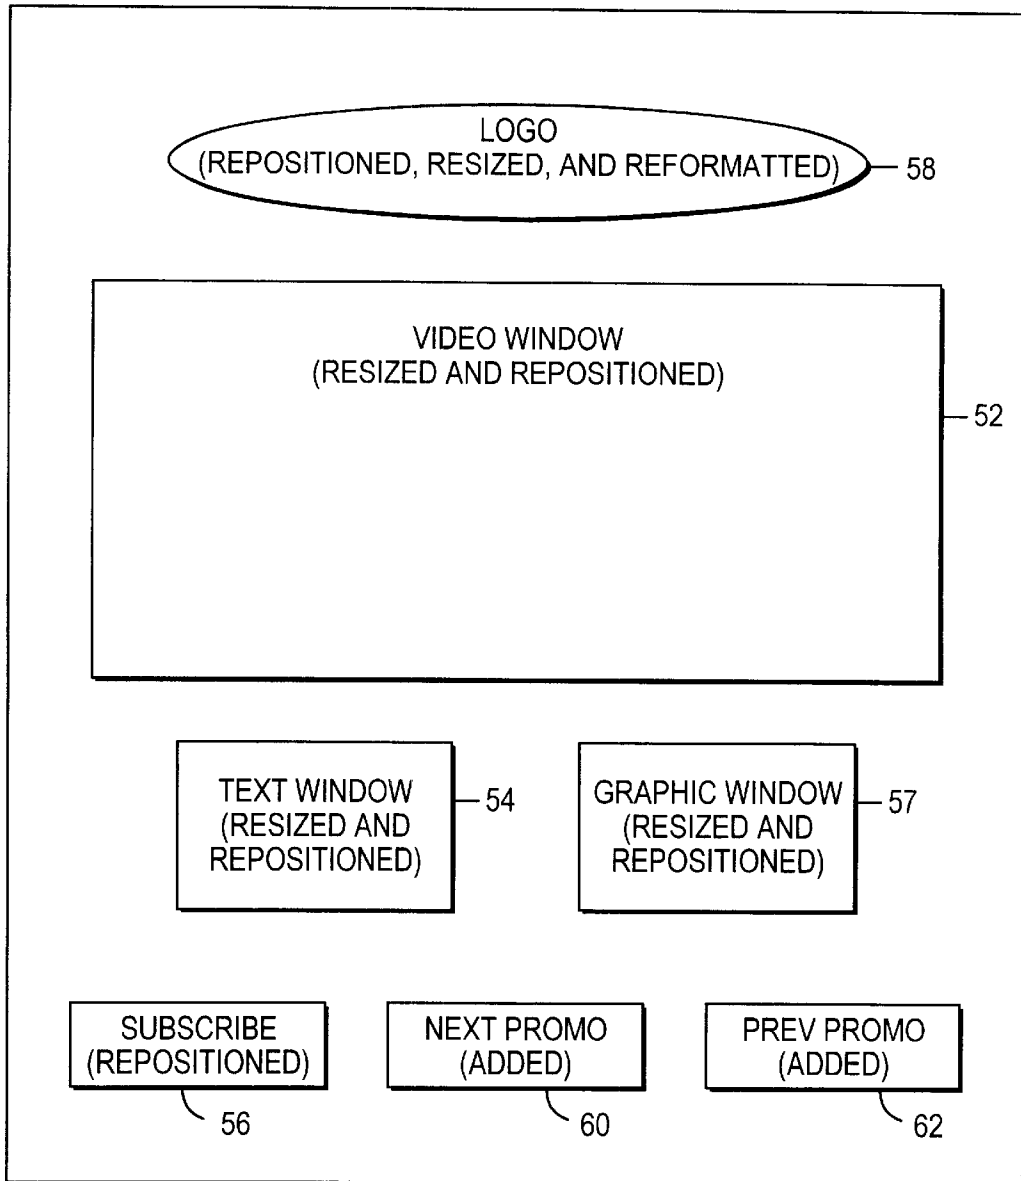 LOGO
(REPOSITIONED, RESIZED, AND REFORMATTED)
58
VIDEO WINDOW
(RESIZED AND REPOSITIONED)
52
TEXT WINDOW
(RESIZED AND
REPOSITIONED)
54
GRAPHIC WINDOW
(RESIZED AND
REPOSITIONED)
57
SUBSCRIBE
(REPOSITIONED)
56
NEXT PROMO
(ADDED)
60
PREV PROMO
(ADDED)
62